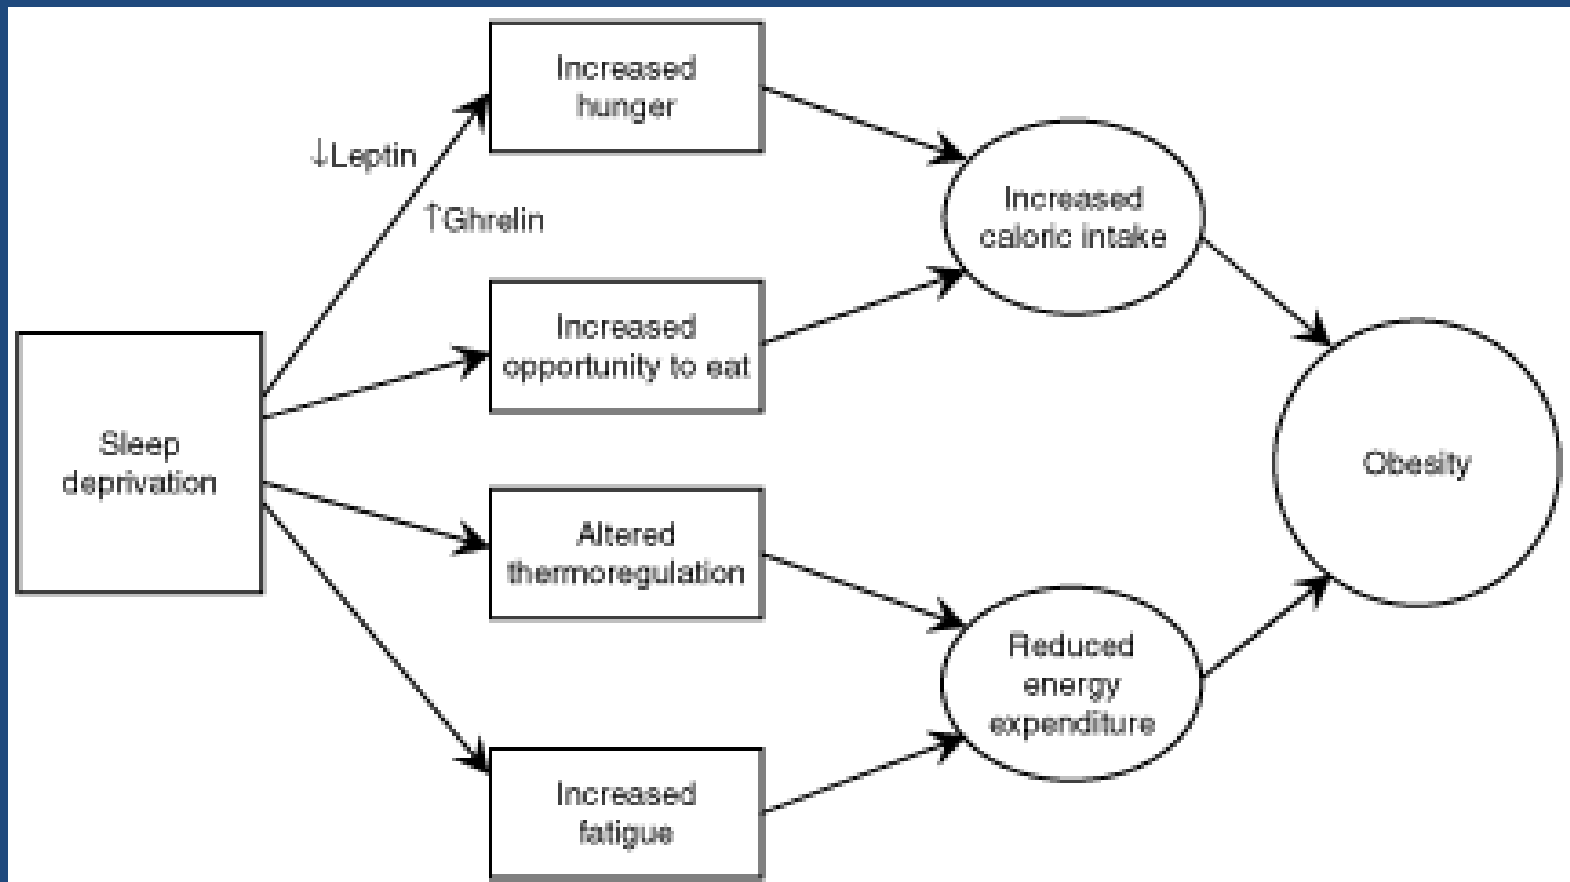 Increased
hunger
↓Leptin
↑Ghrelin
Increased
caloric intake
Increased
opportunity to eat
Sleep
deprivation
Obesity
Altered
thermoregulation
Reduced
energy
expenditure
Increased
fatigue